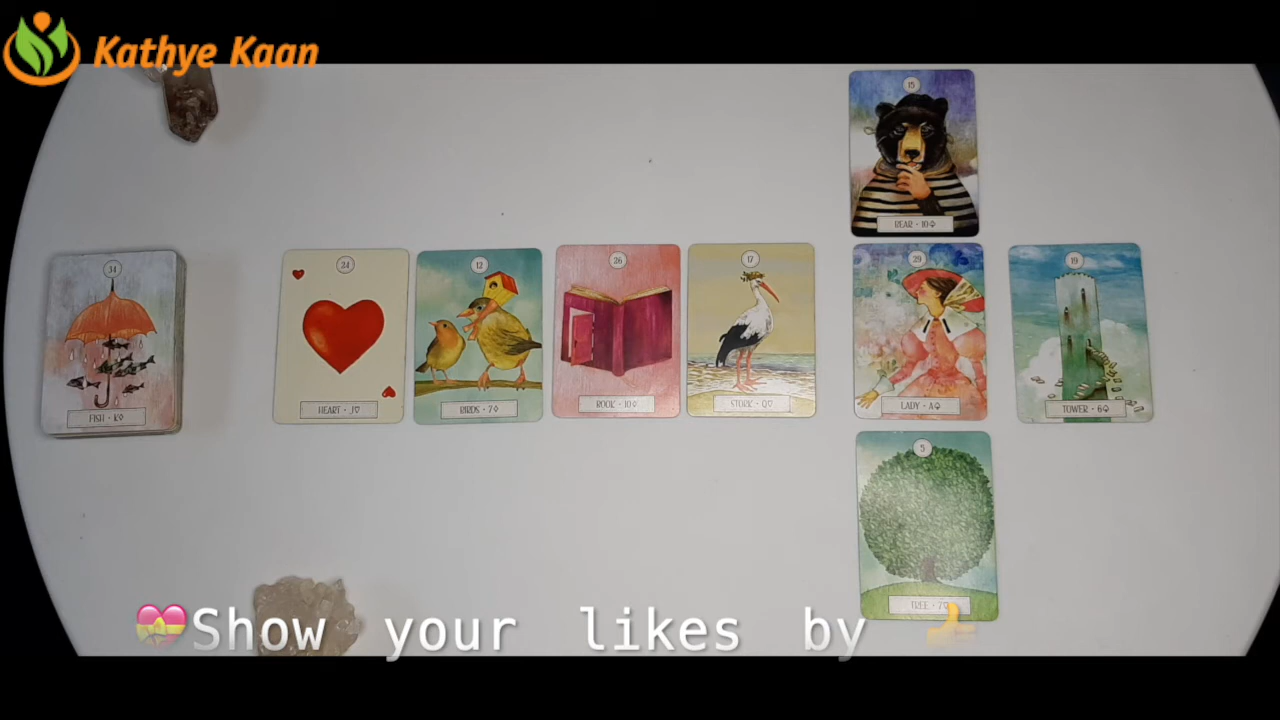 Kathye Kaan
15
BEAR • 10♤
34
FISH • K♢
24
HEART • J♡
12
BIRDS • 7♢
26
BOOK • 10♢
17
STORK • Q♡
29
LADY • A♤
19
TOWER • 6♤
5
TREE • 7♡
💝Show your likes by 👍